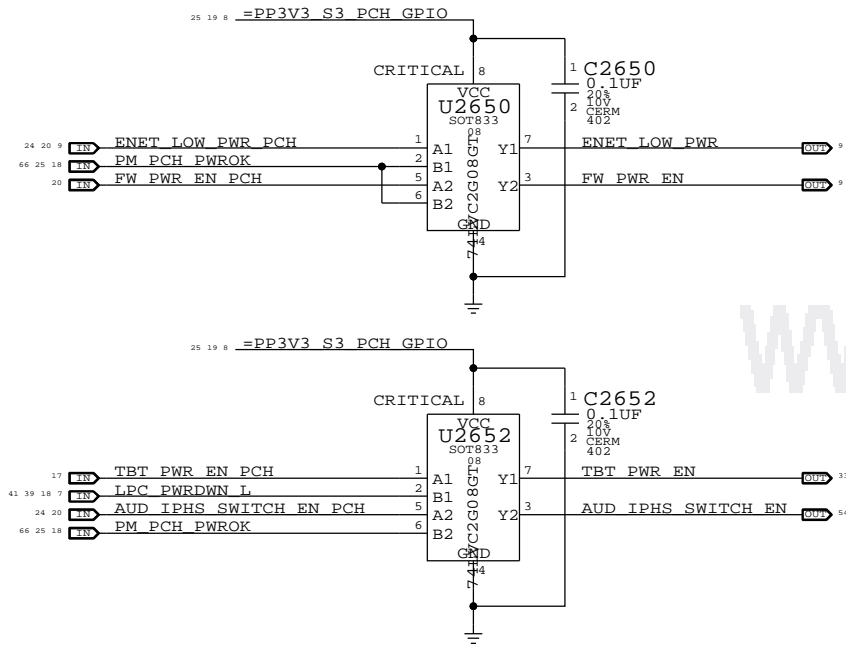 25 19 8 =PP3V3_S3_PCH_GPIO
CRITICAL 8
VCC
U2650
SOT833
08
74LVC2G08GT
1 C2650
0.1UF
20%
10V
2 CERM
402
24 20 9 IN ENET_LOW_PWR_PCH 1 A1 Y1 7 ENET_LOW_PWR OUT 9
66 25 18 IN PM_PCH_PWROK 2 B1
20 IN FW_PWR_EN_PCH 5 A2 Y2 3 FW_PWR_EN OUT 9
6 B2
GND
4
25 19 8 =PP3V3_S3_PCH_GPIO
CRITICAL 8
VCC
U2652
SOT833
08
74LVC2G08GT
1 C2652
0.1UF
20%
10V
2 CERM
402
17 IN TBT_PWR_EN_PCH 1 A1 Y1 7 TBT_PWR_EN OUT
41 39 18 7 IN LPC_PWRDWN_L 2 B1
24 20 IN AUD_IPHS_SWITCH_EN_PCH 5 A2 Y2 3 AUD_IPHS_SWITCH_EN OUT 54
66 25 18 IN PM_PCH_PWROK 6 B2
GND
4